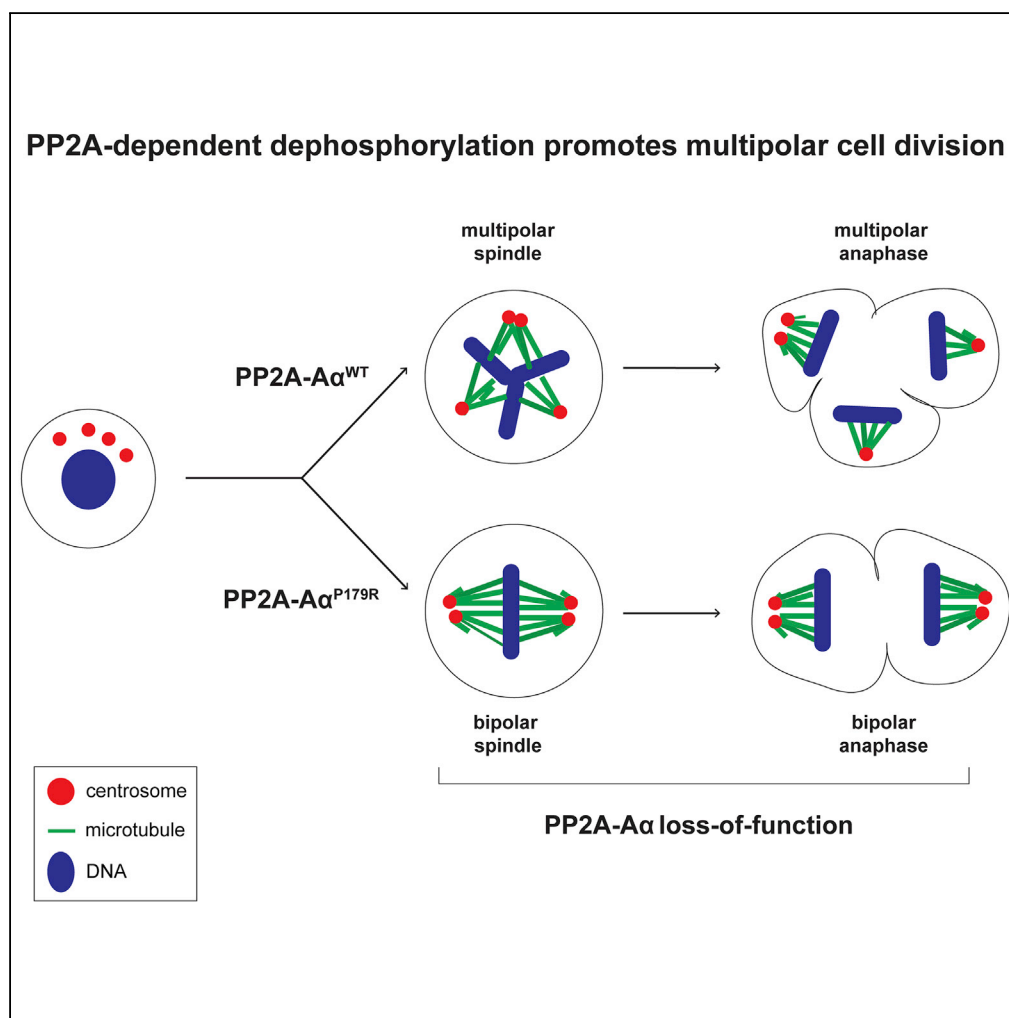 PP2A-dependent dephosphorylation promotes multipolar cell division
multipolar
spindle
multipolar
anaphase
PP2A-Aα^WT
PP2A-Aα^P179R
bipolar
spindle
bipolar
anaphase
PP2A-Aα loss-of-function
centrosome
microtubule
DNA